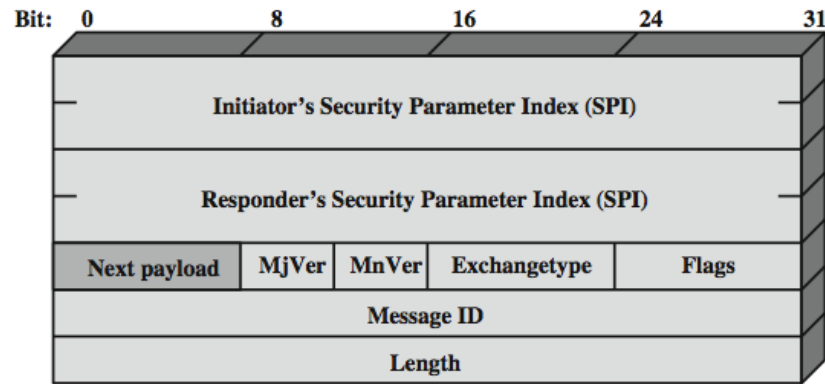 Bit: 0 8 16 24 31
Initiator's Security Parameter Index (SPI)
Responder's Security Parameter Index (SPI)
Next payload MjVer MnVer Exchangetype Flags
Message ID
Length